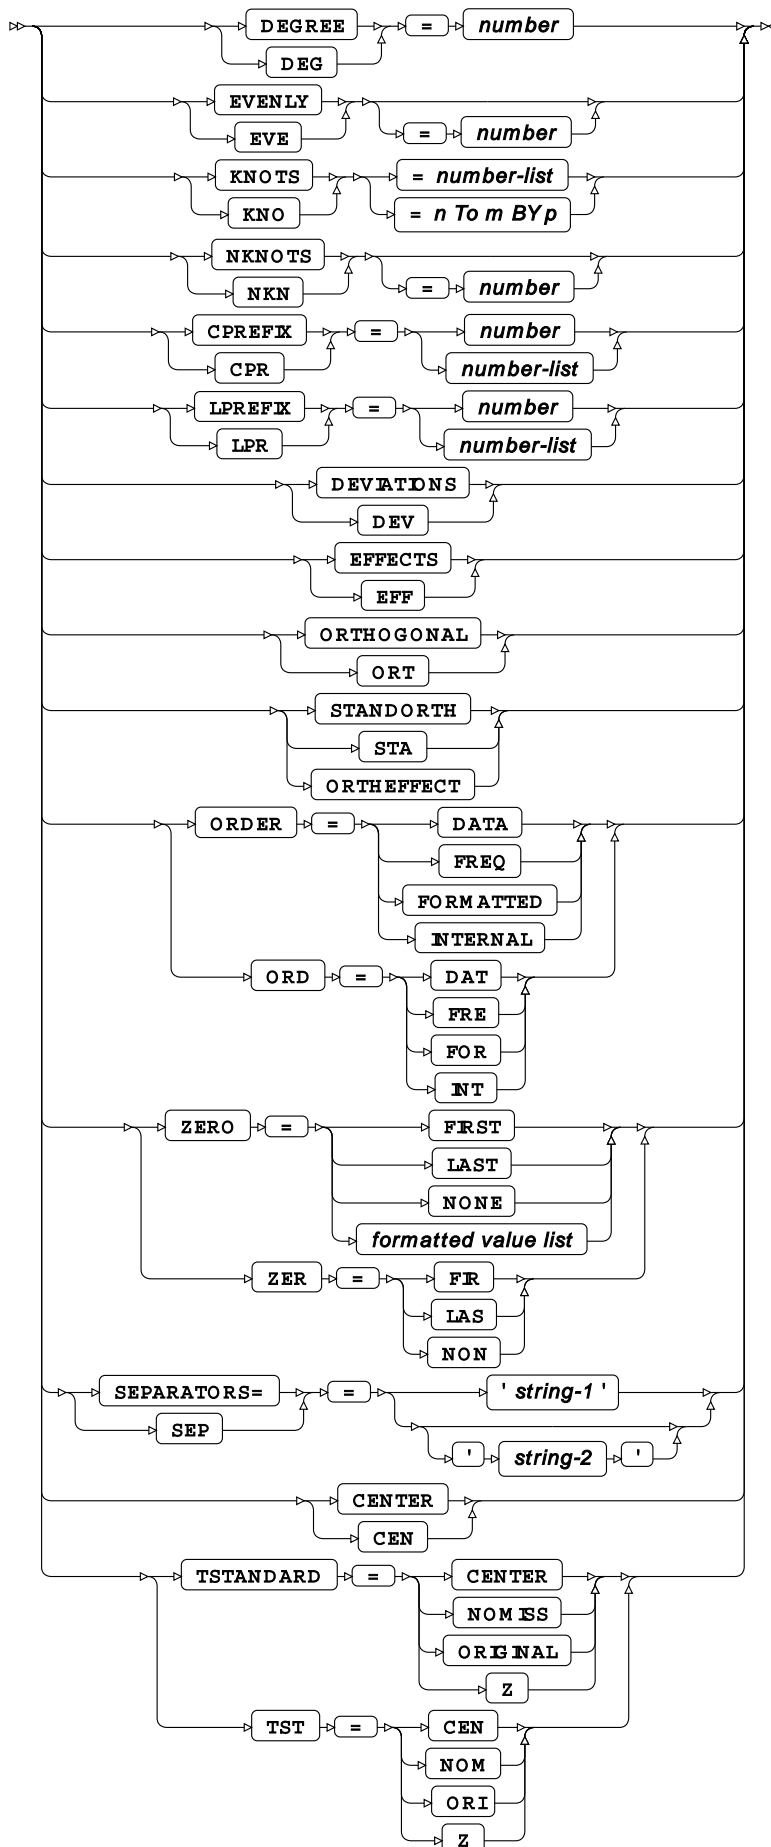 DEGREE = number
DEG
EVENLY
EVE = number
KNOTS = number-list
KNO = n To m BY p
NKNOTS
NKN = number
CPREFIX = number
CPR number-list
LPREFIX = number
LPR number-list
DEVIATIONS
DEV
EFFECTS
EFF
ORTHOGONAL
ORT
STANDORTH
STA
ORTHEFFECT
ORDER = DATA
FREQ
FORMATTED
INTERNAL
ORD = DAT
FRE
FOR
INT
ZERO = FIRST
LAST
NONE
formatted value list
ZER = FIR
LAS
NON
SEPARATORS= = ' string-1 '
SEP ' string-2 '
CENTER
CEN
TSTANDARD = CENTER
NOMISS
ORIGINAL
Z
TST = CEN
NOM
ORI
Z